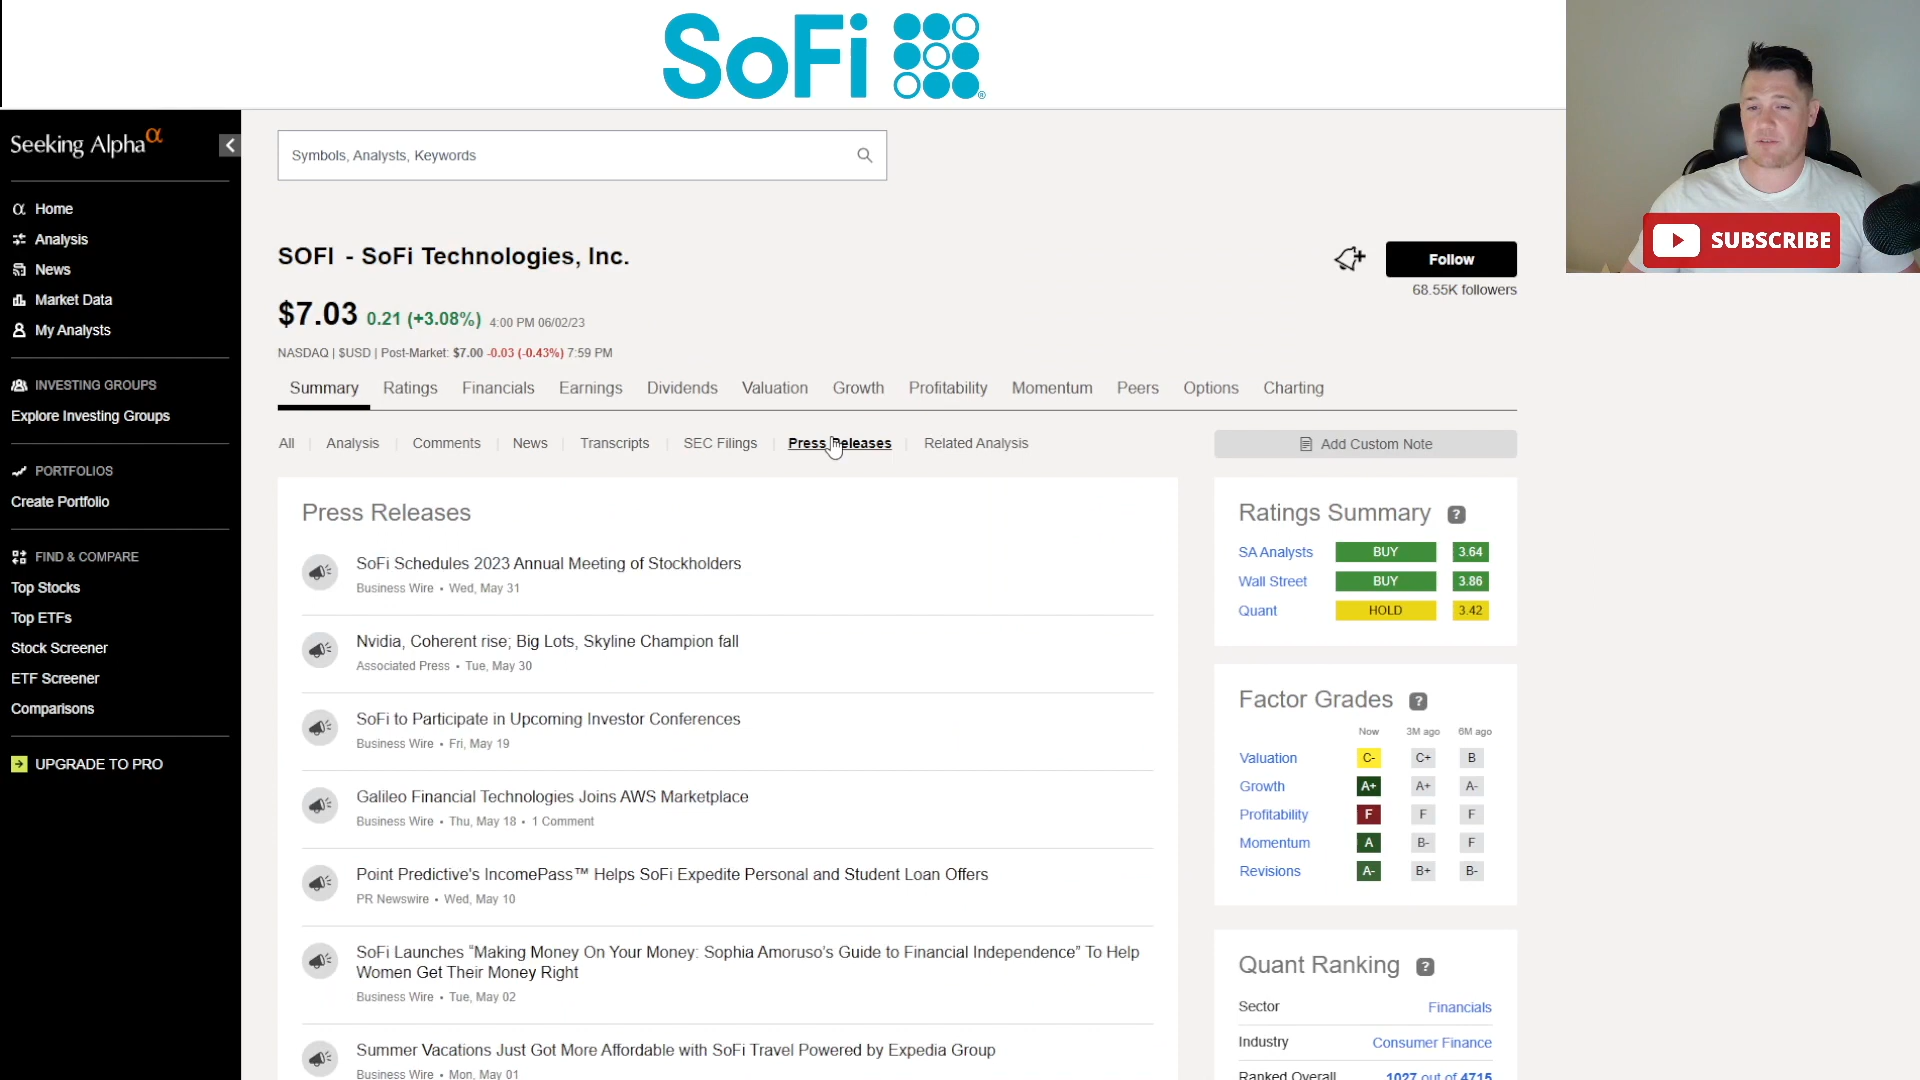 SoFi
®
Seeking Alpha α
Symbols, Analysts, Keywords
α Home
Analysis
News
Market Data
My Analysts
INVESTING GROUPS
Explore Investing Groups
PORTFOLIOS
Create Portfolio
FIND & COMPARE
Top Stocks
Top ETFs
Stock Screener
ETF Screener
Comparisons
UPGRADE TO PRO
SUBSCRIBE
SOFI - SoFi Technologies, Inc.
Follow
68.55K followers
$7.03 0.21 (+3.08%) 4:00 PM 06/02/23
NASDAQ | $USD | Post-Market: $7.00 -0.03 (-0.43%) 7:59 PM
Summary Ratings Financials Earnings Dividends Valuation Growth Profitability Momentum Peers Options Charting
All | Analysis | Comments | News | Transcripts | SEC Filings | Press Releases | Related Analysis
Add Custom Note
Press Releases
SoFi Schedules 2023 Annual Meeting of Stockholders
Business Wire • Wed, May 31
Nvidia, Coherent rise; Big Lots, Skyline Champion fall
Associated Press • Tue, May 30
SoFi to Participate in Upcoming Investor Conferences
Business Wire • Fri, May 19
Galileo Financial Technologies Joins AWS Marketplace
Business Wire • Thu, May 18 • 1 Comment
Point Predictive's IncomePass™ Helps SoFi Expedite Personal and Student Loan Offers
PR Newswire • Wed, May 10
SoFi Launches “Making Money On Your Money: Sophia Amoruso’s Guide to Financial Independence” To Help
Women Get Their Money Right
Business Wire • Tue, May 02
Summer Vacations Just Got More Affordable with SoFi Travel Powered by Expedia Group
Business Wire • Mon, May 01
Ratings Summary ?
SA Analysts BUY 3.64
Wall Street BUY 3.86
Quant HOLD 3.42
Factor Grades ?
Now 3M ago 6M ago
Valuation C- C+ B
Growth A+ A+ A-
Profitability F F F
Momentum A B- F
Revisions A- B+ B-
Quant Ranking ?
Sector Financials
Industry Consumer Finance
Ranked Overall 1027 out of 4715